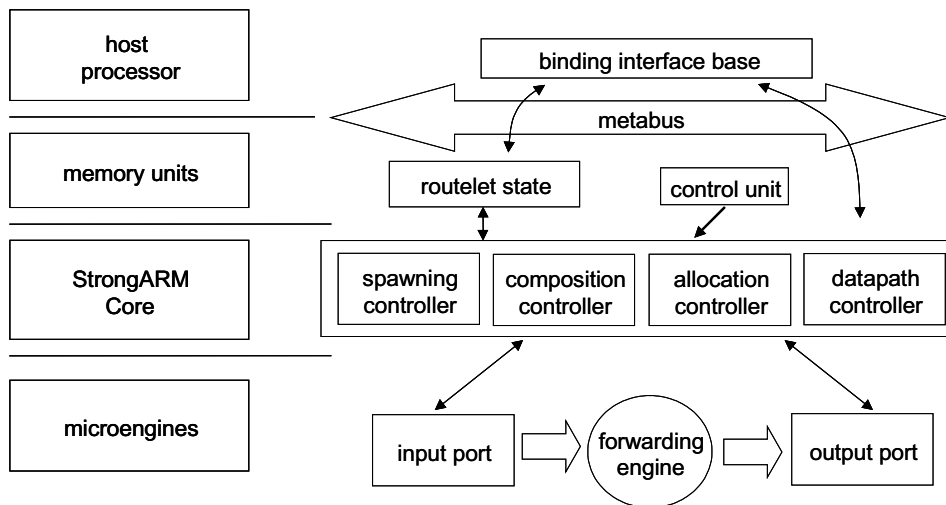 host
processor
binding interface base
metabus
memory units
routelet state
control unit
StrongARM
Core
spawning
controller
composition
controller
allocation
controller
datapath
controller
microengines
input port
forwarding
engine
output port